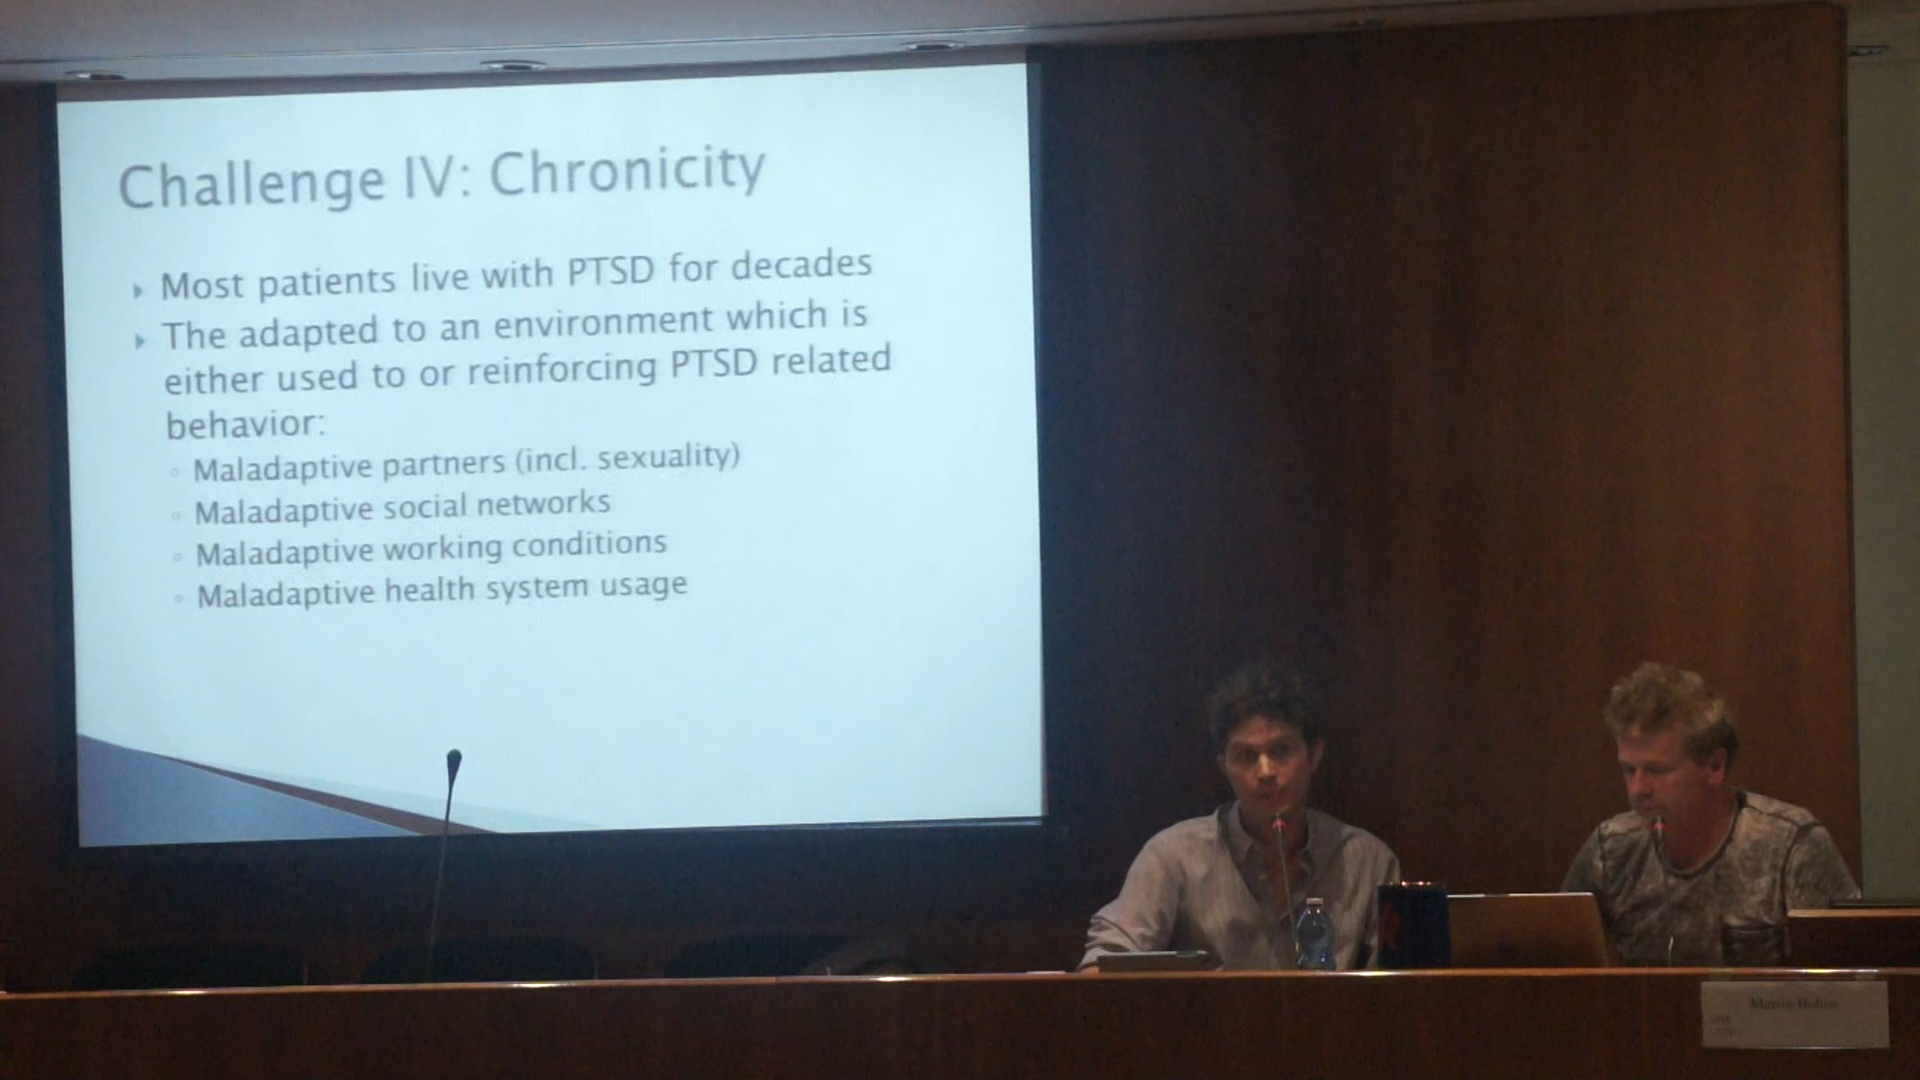 Challenge IV: Chronicity
Most patients live with PTSD for decades
The adapted to an environment which is
either used to or reinforcing PTSD related
behavior:
Maladaptive partners (incl. sexuality)
Maladaptive social networks
Maladaptive working conditions
Maladaptive health system usage